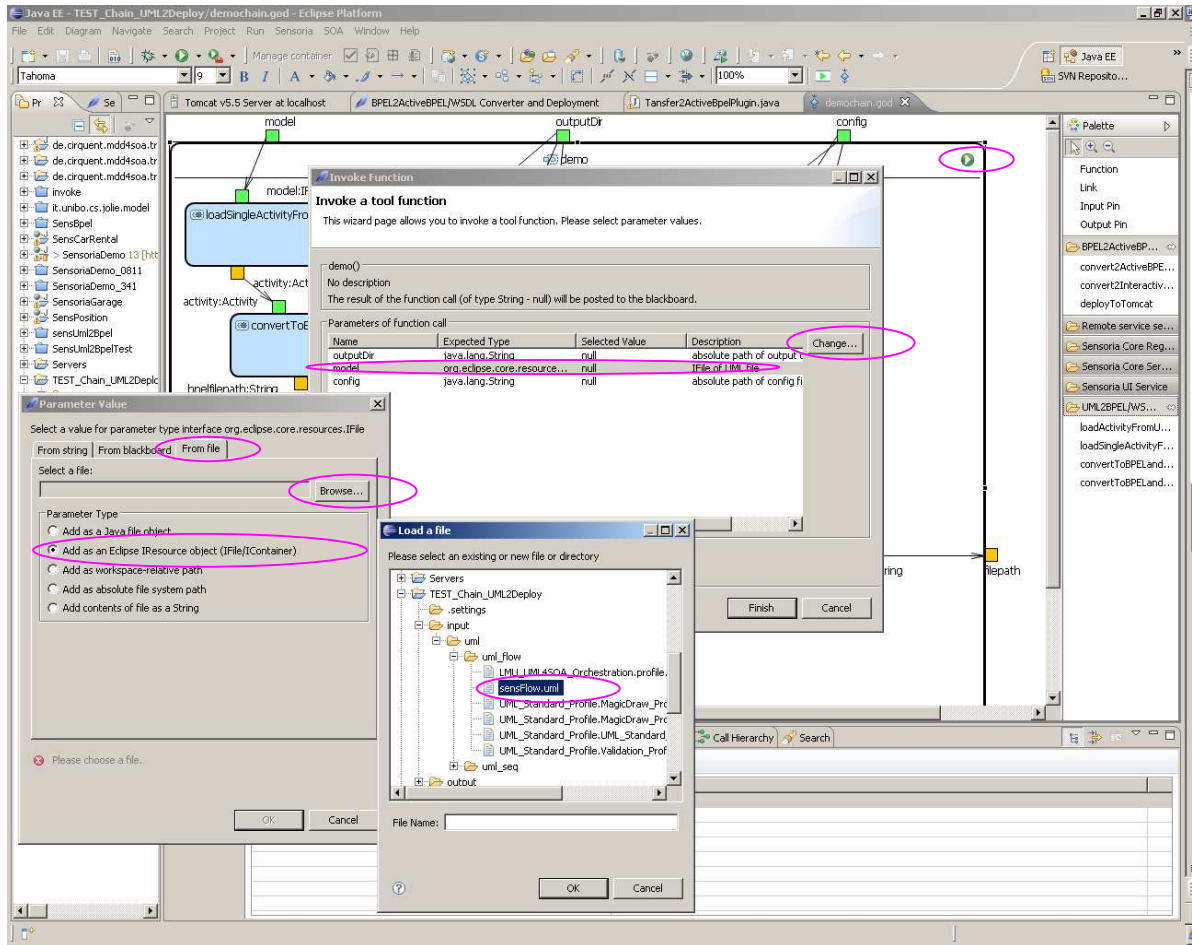 Java EE - TEST_Chain_UML2Deploy/demochain.god - Eclipse Platform
File Edit Diagram Navigate Search Project Run Sensoria SOA Window Help
Manage container
Java EE
Tahoma 9 B I A 100%
SVN Reposito...
Pr Se
Tomcat v5.5 Server at localhost
BPEL2ActiveBPEL/WSDL Converter and Deployment
Tansfer2ActiveBpelPlugin.java
demochain.god
de.cirquent.mdd4soa.tr
de.cirquent.mdd4soa.tr
de.cirquent.mdd4soa.tr
invoke
it.unibo.cs.jolie.model
SensBpel
SensCarRental
> SensoriaDemo 13 [htt
SensoriaDemo_0811
SensoriaDemo_341
SensoriaGarage
SensPosition
sensUml2Bpel
SensUml2BpelTest
Servers
TEST_Chain_UML2Deplc
model
outputDir
config
demo
model:IF
loadSingleActivityFro
activity:Act
activity:Activity
convertToB
bpelfilepath:String
ring
filepath
Palette
Function
Link
Input Pin
Output Pin
BPEL2ActiveBP...
convert2ActiveBPE...
convert2Interactiv...
deployToTomcat
Remote service se...
Sensoria Core Reg...
Sensoria Core Ser...
Sensoria UI Service
UML2BPEL/WS...
loadActivityFromU...
loadSingleActivityF...
convertToBPELand...
convertToBPELand...
Invoke Function
Invoke a tool function
This wizard page allows you to invoke a tool function. Please select parameter values.
demo()
No description
The result of the function call (of type String - null) will be posted to the blackboard.
Parameters of function call
Name Expected Type Selected Value Description
Change...
outputDir java.lang.String null absolute path of output d
model org.eclipse.core.resource... null IFile of UML file
config java.lang.String null absolute path of config fi
Finish
Cancel
Parameter Value
Select a value for parameter type interface org.eclipse.core.resources.IFile
From string From blackboard From file
Select a file:
Browse...
Parameter Type
Add as a Java file object
Add as an Eclipse IResource object (IFile/IContainer)
Add as workspace-relative path
Add as absolute file system path
Add contents of file as a String
Please choose a file.
OK
Cancel
Load a file
Please select an existing or new file or directory
Servers
TEST_Chain_UML2Deploy
.settings
input
uml
uml_flow
LMU_UML4SOA_Orchestration.profile.
sensFlow.uml
UML_Standard_Profile.MagicDraw_Pro
UML_Standard_Profile.MagicDraw_Pro
UML_Standard_Profile.UML_Standard_
UML_Standard_Profile.Validation_Prof
uml_seq
output
File Name:
OK
Cancel
Call Hierarchy
Search